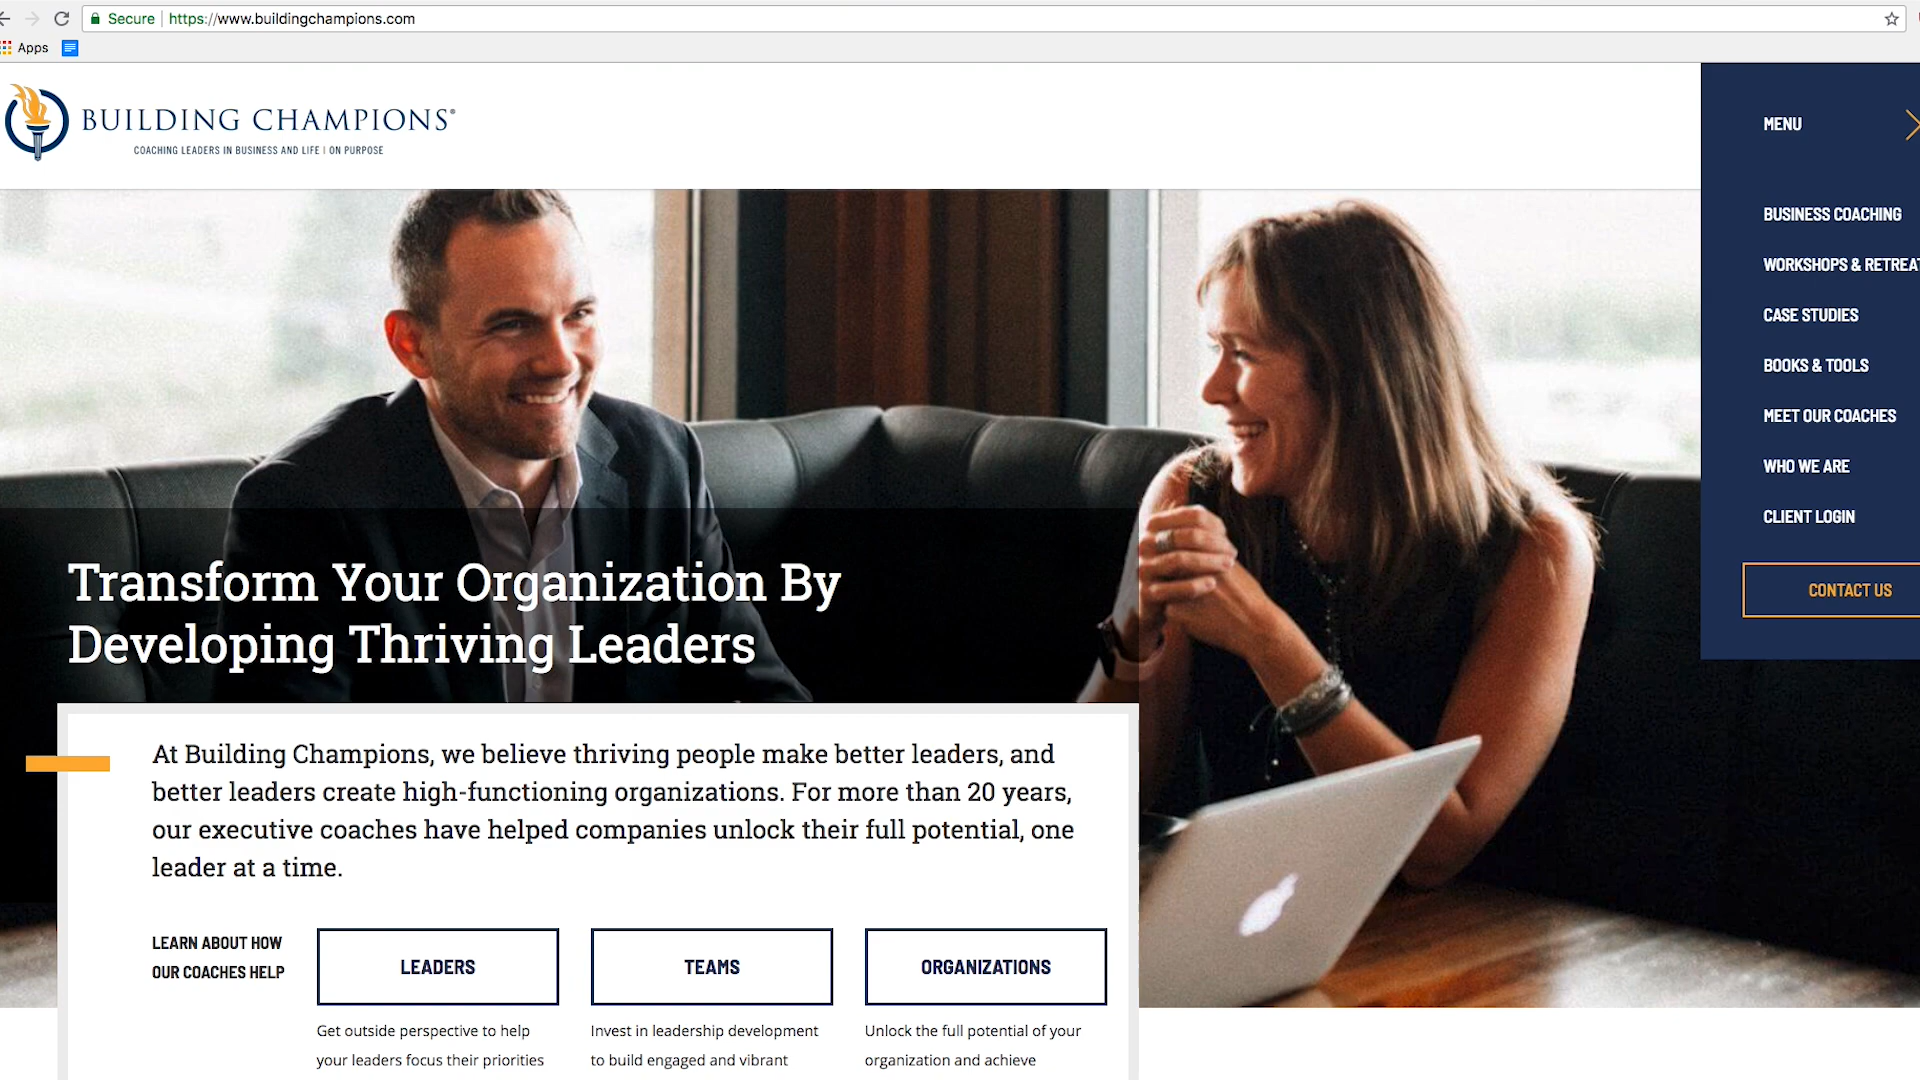 Secure | https://www.buildingchampions.com
Apps
BUILDING CHAMPIONS®
COACHING LEADERS IN BUSINESS AND LIFE | ON PURPOSE
MENU
BUSINESS COACHING
WORKSHOPS & RETREAT
CASE STUDIES
BOOKS & TOOLS
MEET OUR COACHES
WHO WE ARE
CLIENT LOGIN
CONTACT US
Transform Your Organization By
Developing Thriving Leaders
At Building Champions, we believe thriving people make better leaders, and
better leaders create high-functioning organizations. For more than 20 years,
our executive coaches have helped companies unlock their full potential, one
leader at a time.
LEARN ABOUT HOW
OUR COACHES HELP
LEADERS
Get outside perspective to help
your leaders focus their priorities
TEAMS
Invest in leadership development
to build engaged and vibrant
ORGANIZATIONS
Unlock the full potential of your
organization and achieve